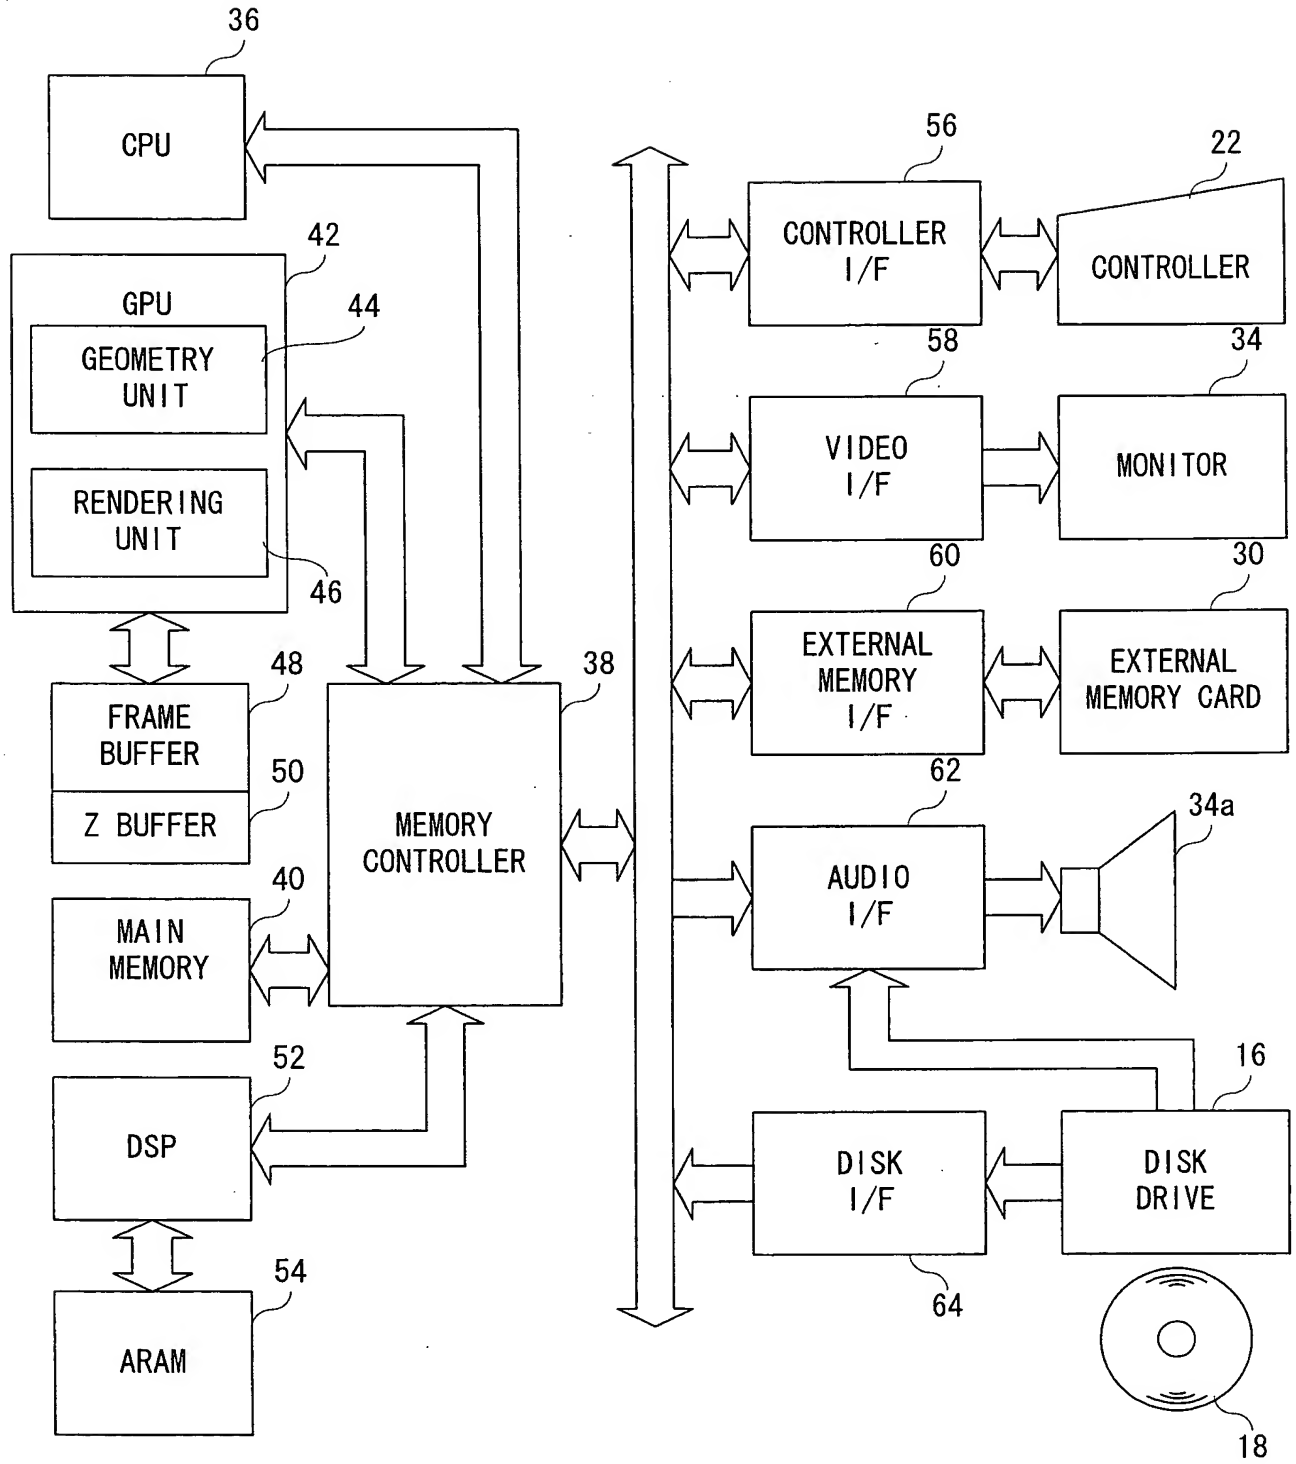 36
CPU
42
GPU
44
GEOMETRY
UNIT
RENDERING
UNIT
46
48
FRAME
BUFFER
50
Z BUFFER
40
MAIN
MEMORY
52
DSP
54
ARAM
38
MEMORY
CONTROLLER
56
CONTROLLER
I/F
22
CONTROLLER
58
VIDEO
I/F
34
MONITOR
60
EXTERNAL
MEMORY
I/F
30
EXTERNAL
MEMORY CARD
62
AUDIO
I/F
34a
16
DISK
I/F
64
DISK
DRIVE
18